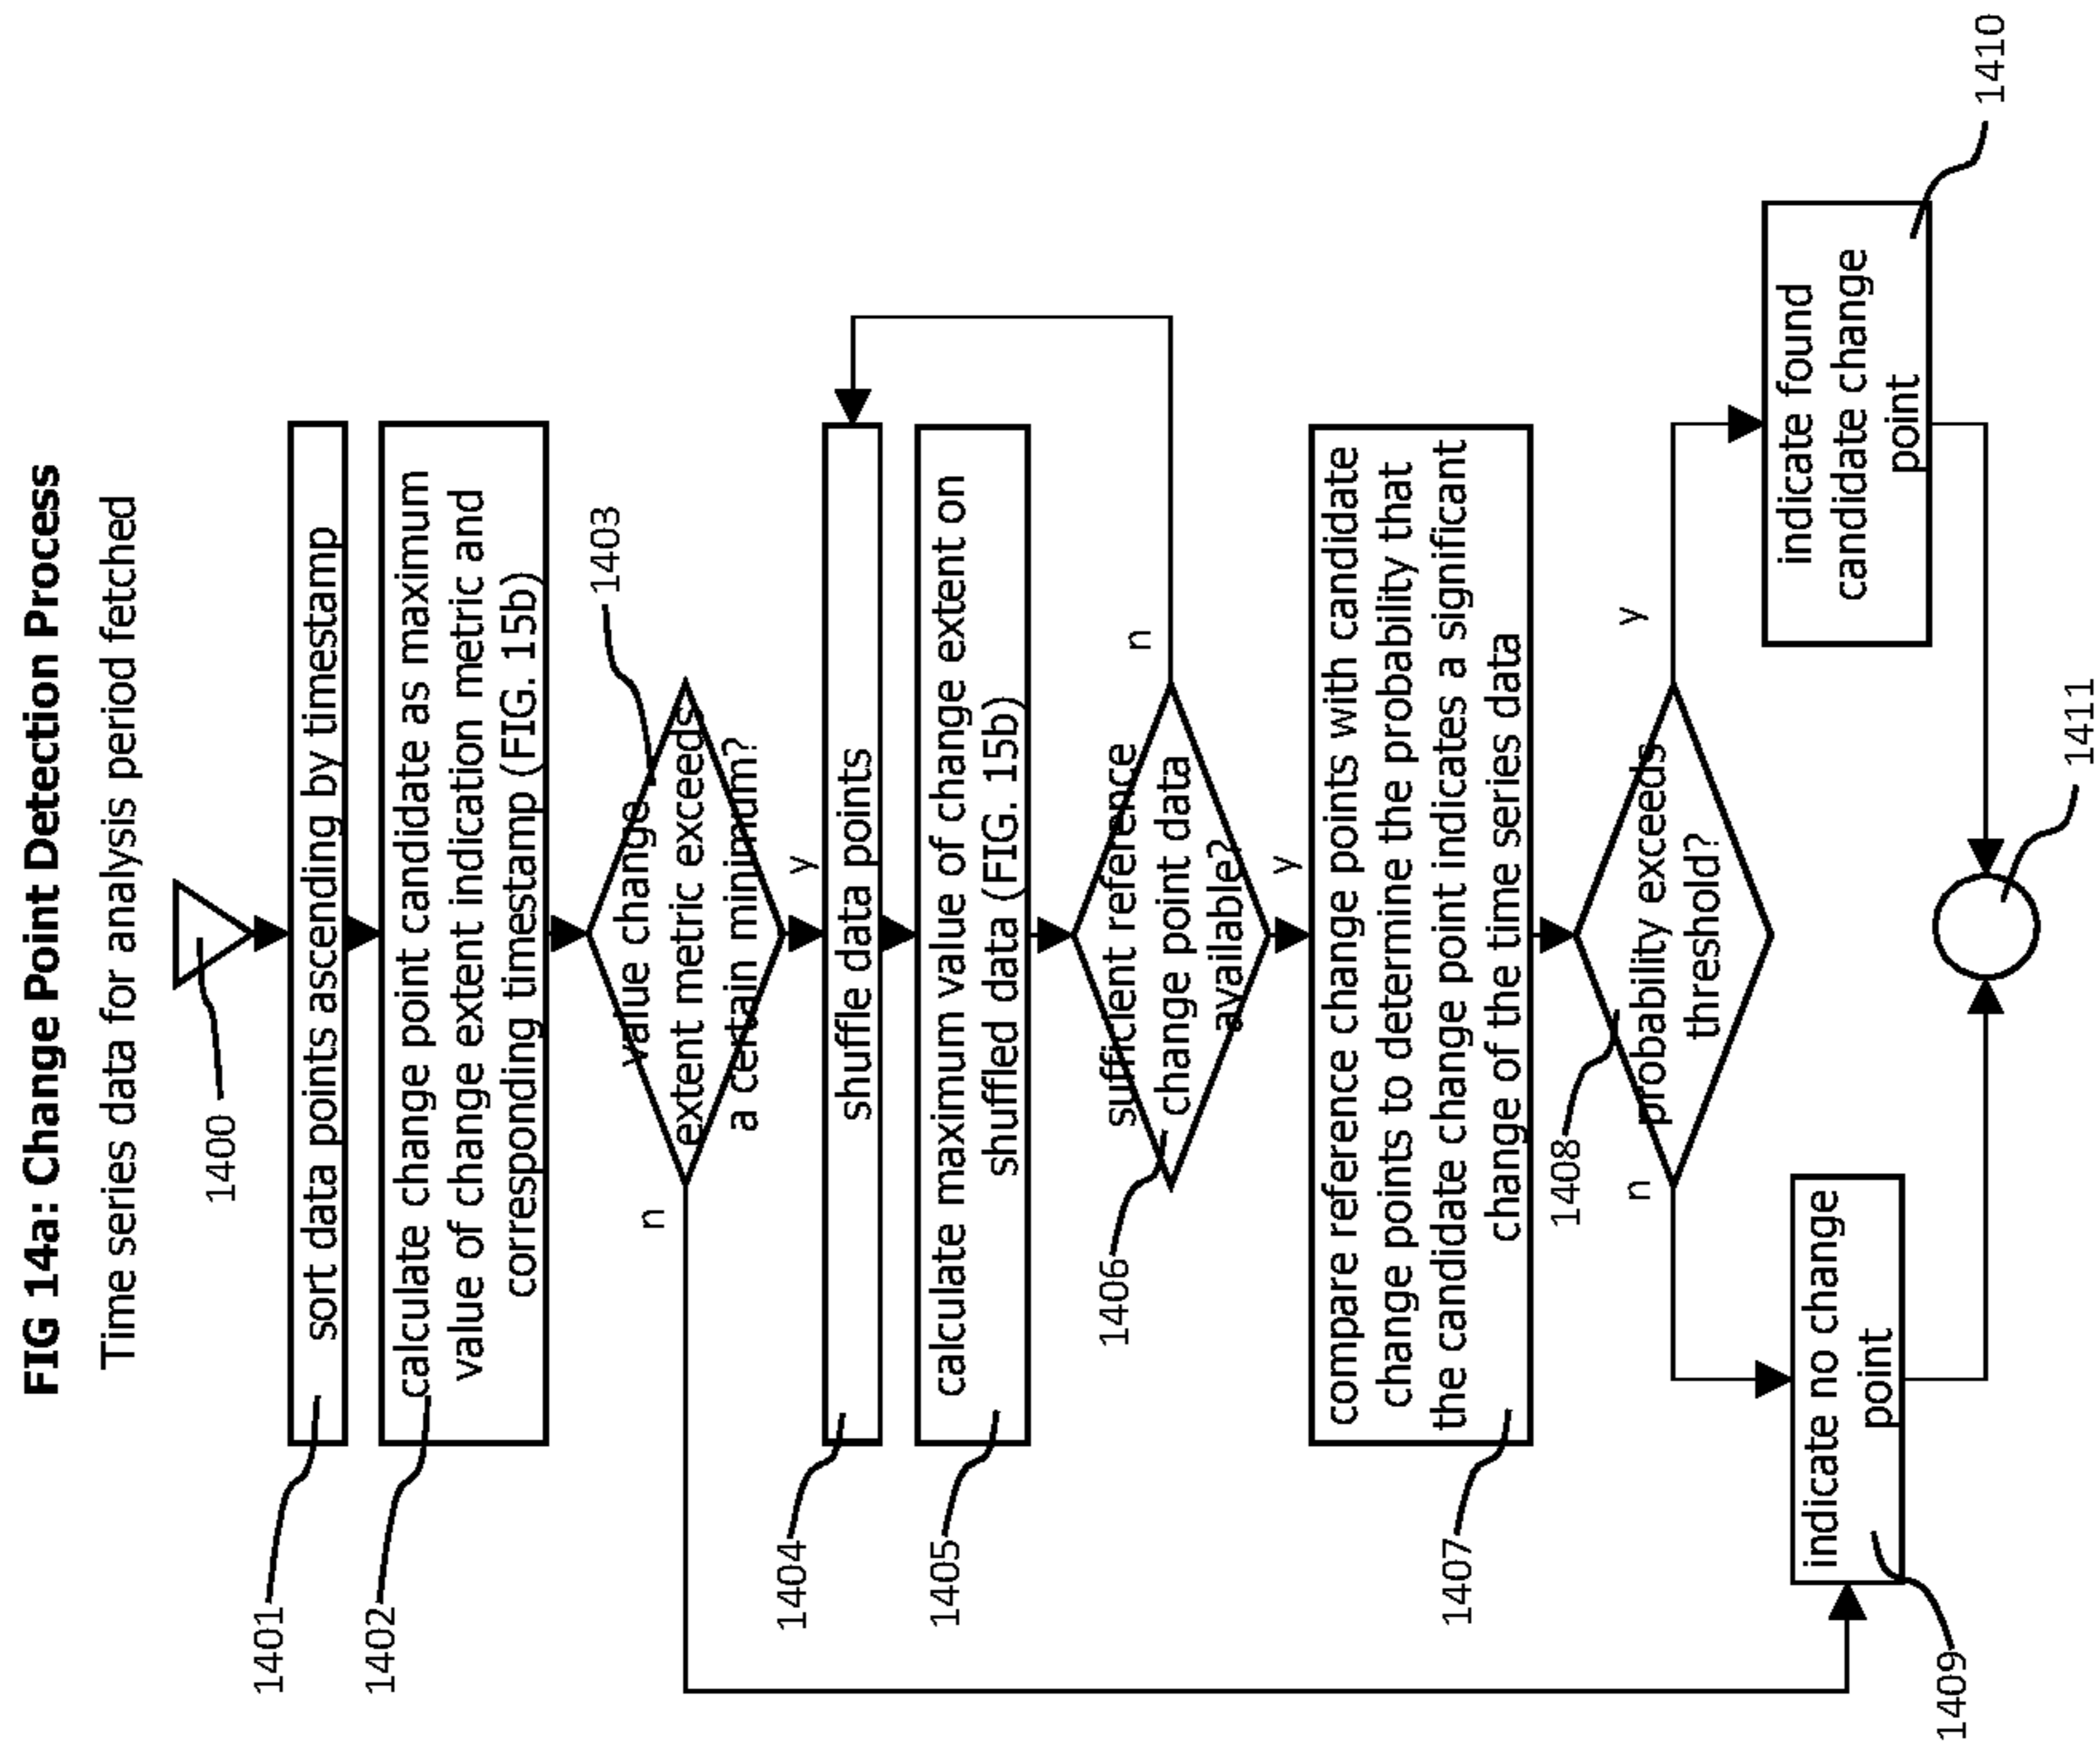 FIG 14a: Change Point Detection Process
Time series data for analysis period fetched
1400
1401
sort data points ascending by timestamp
1402
calculate change point candidate as maximum
value of change extent indication metric and
corresponding timestamp (FIG. 15b)
1403
value change
extent metric exceeds
a certain minimum?
n
y
1404
shuffle data points
1405
calculate maximum value of change extent on
shuffled data (FIG. 15b)
1406
sufficient reference
change point data
available?
n
y
1407
compare reference change points with candidate
change points to determine the probability that
the candidate change point indicates a significant
change of the time series data
1408
probability exceeds
threshold?
n
y
1409
indicate no change
point
indicate found
candidate change
point
1410
1411